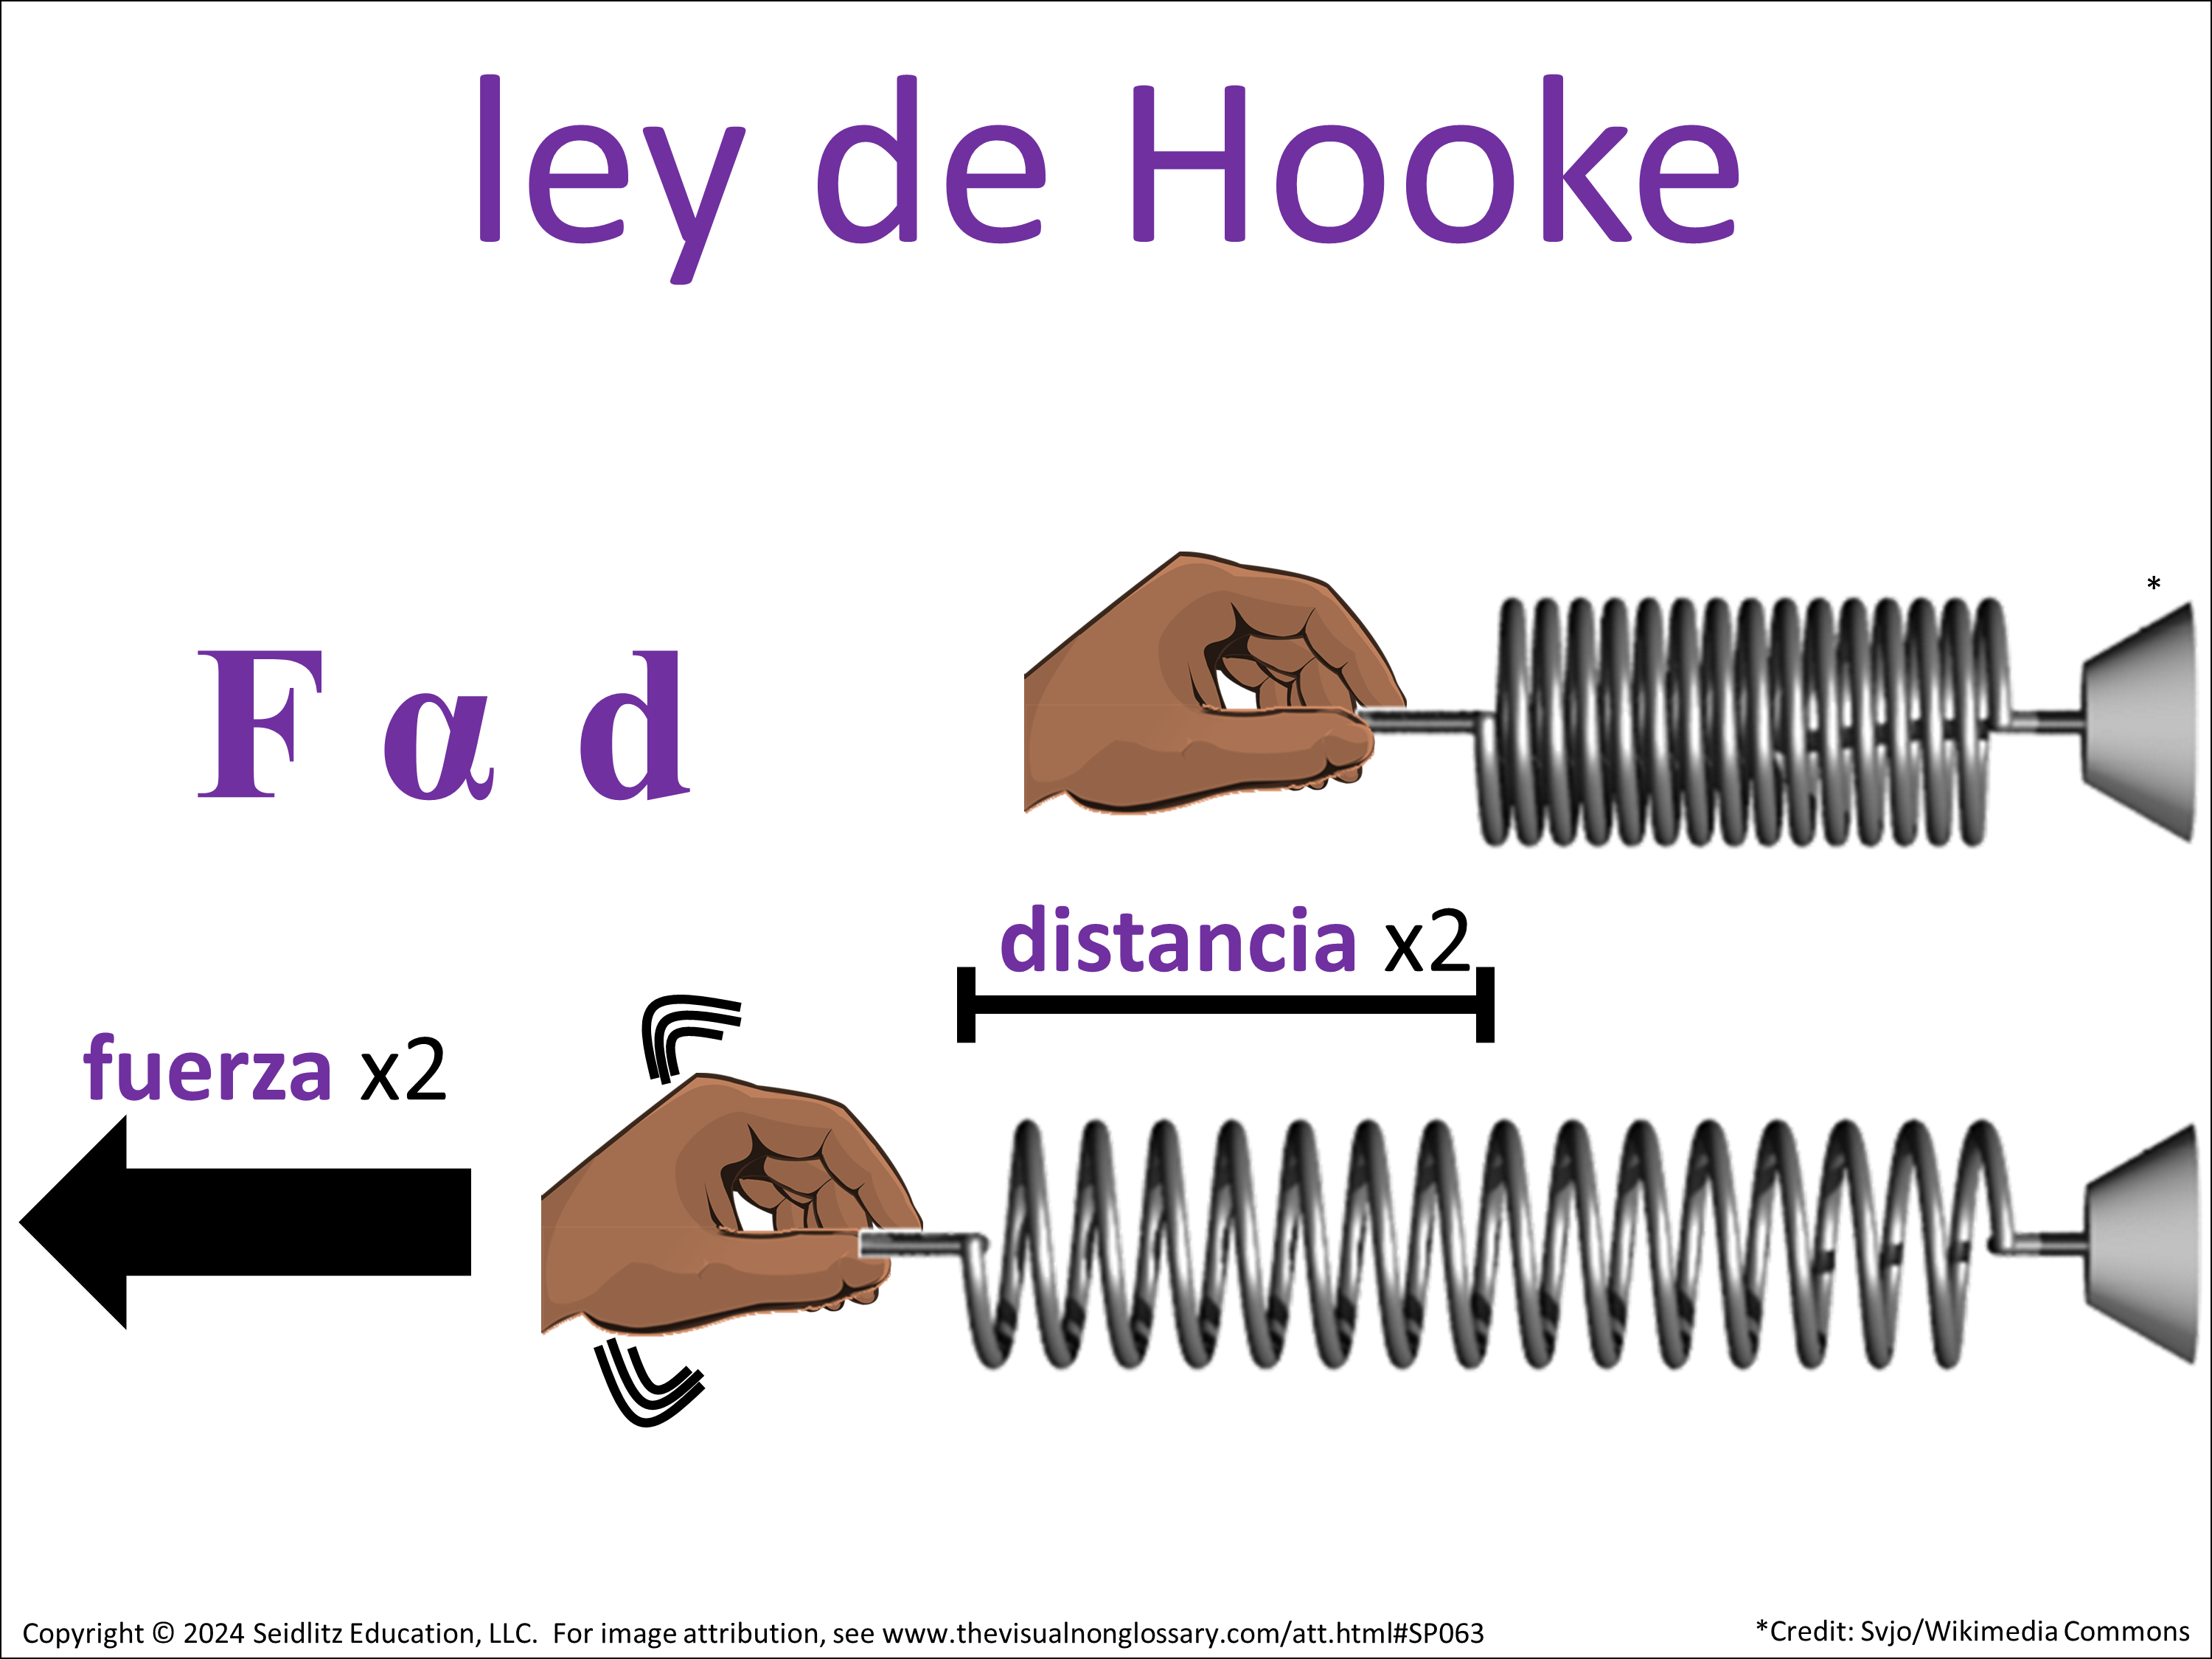 ley de Hooke
*
F α d
distancia x2
fuerza x2
Copyright © 2024 Seidlitz Education, LLC.  For image attribution, see www.thevisualnonglossary.com/att.html#SP063
*Credit: Svjo/Wikimedia Commons